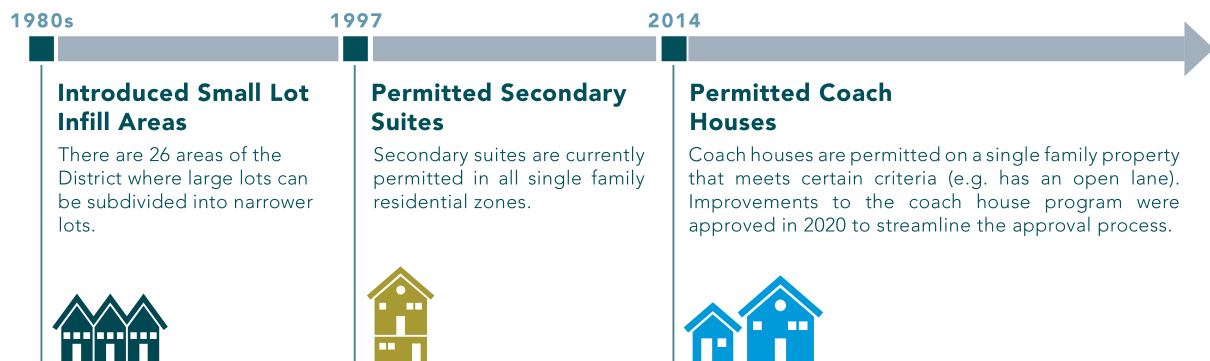 1980s
1997
2014
Introduced Small Lot
Infill Areas
There are 26 areas of the
District where large lots can
be subdivided into narrower
lots.
Permitted Secondary
Suites
Secondary suites are currently
permitted in all single family
residential zones.
Permitted Coach
Houses
Coach houses are permitted on a single family property
that meets certain criteria (e.g. has an open lane).
Improvements to the coach house program were
approved in 2020 to streamline the approval process.